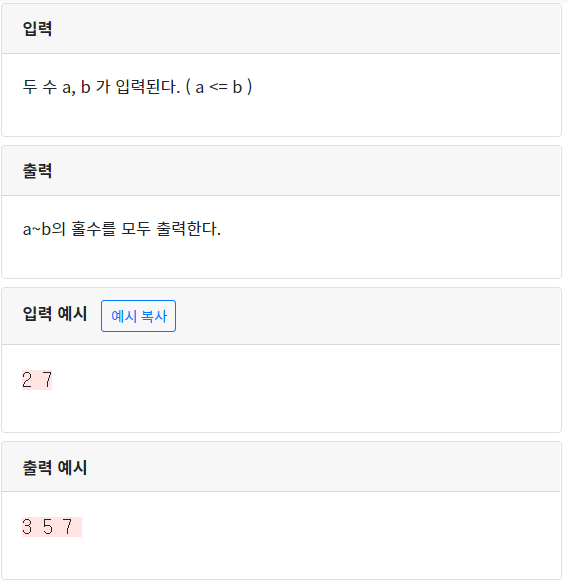 입력
두 수 a, b 가 입력된다. ( a <= b )
출력
a~b의 홀수를 모두 출력한다.
입력 예시 예시 복사
2 7
출력 예시
3 5 7